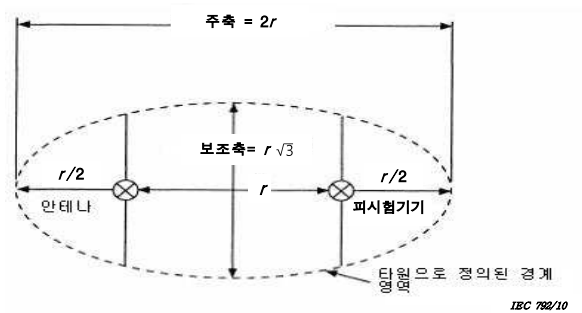 주축 = 2r
보조축= r √3
r/2
r
r/2
안테나
피시험기기
타원으로 정의된 경계
영역
IEC 792/10